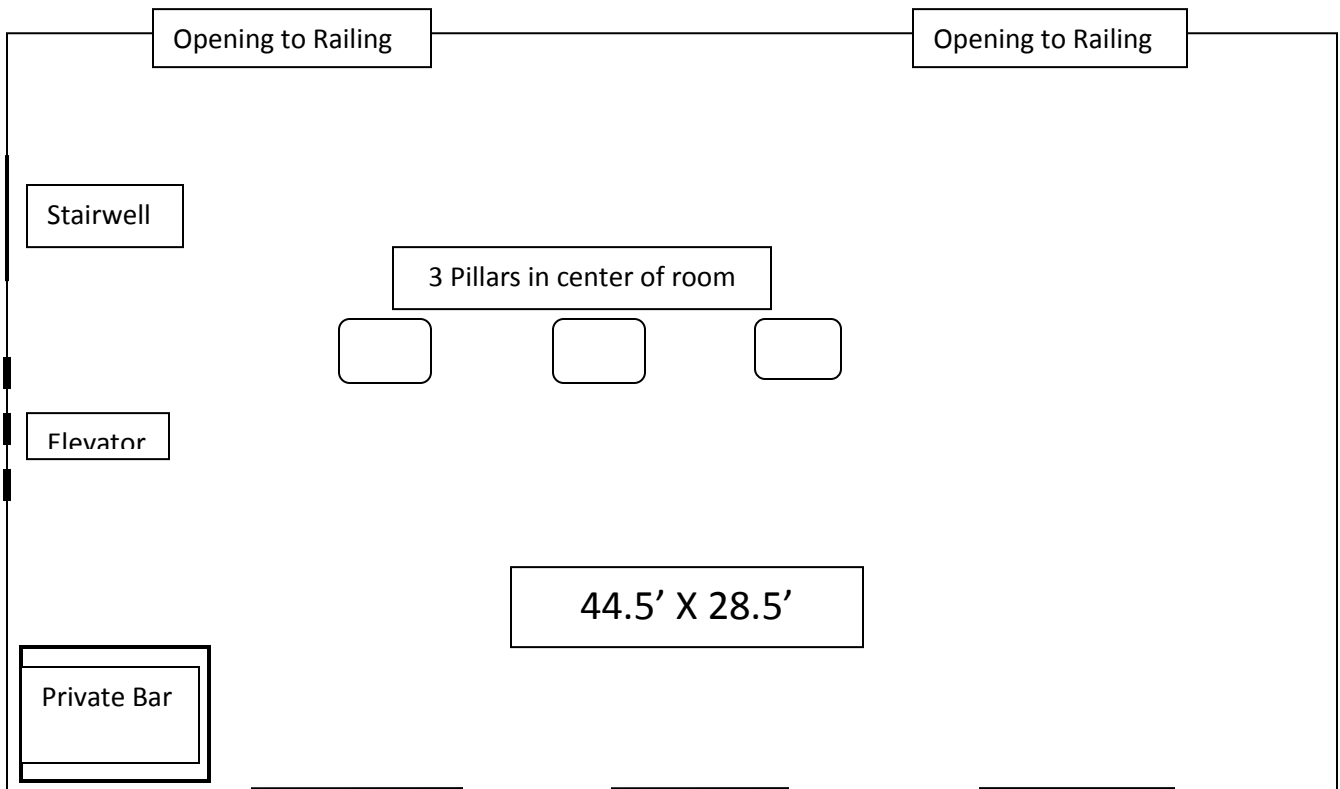 Opening to Railing
Opening to Railing
Stairwell
3 Pillars in center of room
Elevator
44.5’ X 28.5’
Private Bar